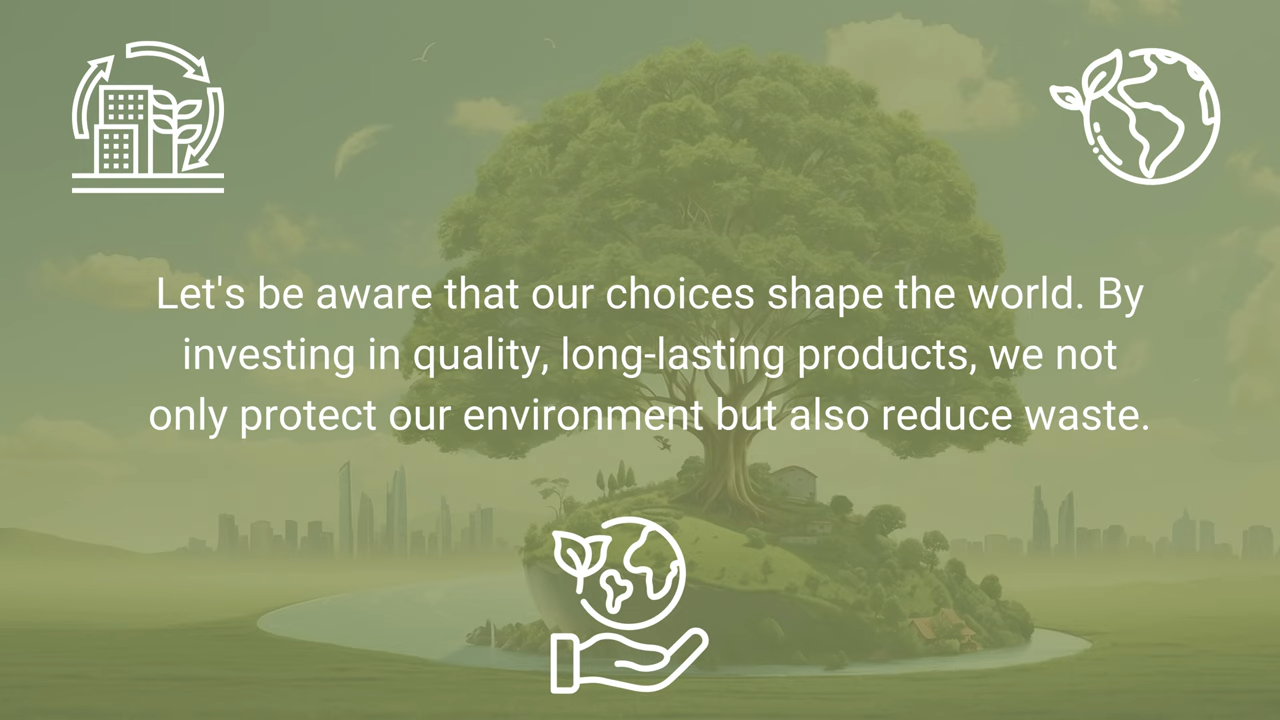 Let's be aware that our choices shape the world. By
investing in quality, long-lasting products, we not
only protect our environment but also reduce waste.